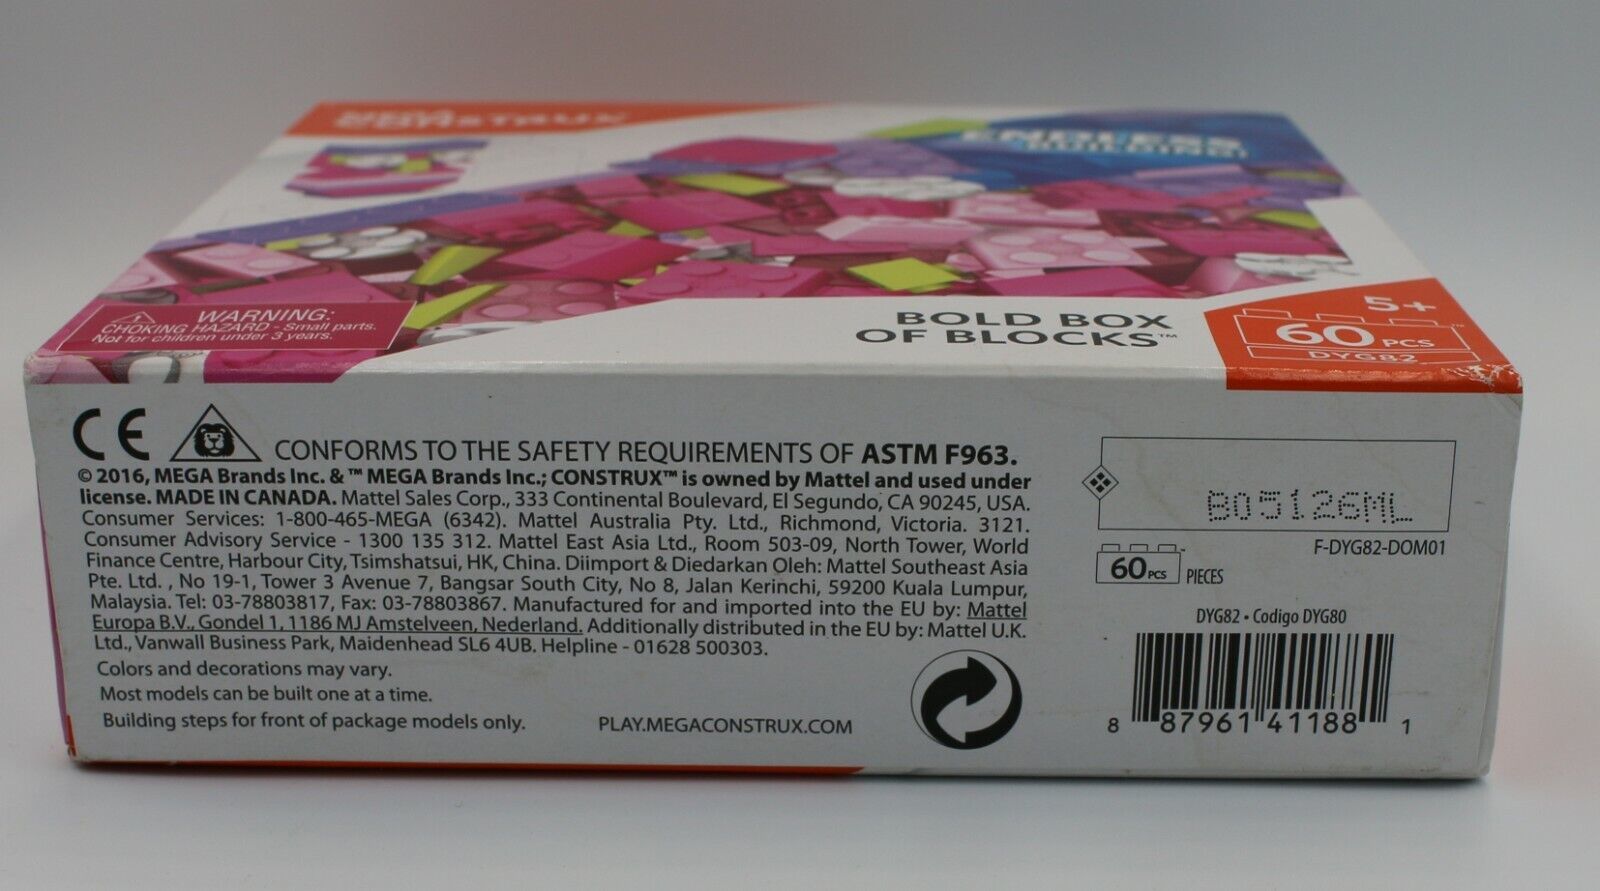 MEGA
CONSTRUX
ENDLESS
BUILDING!
WARNING:
CHOKING HAZARD - Small parts.
Not for children under 3 years.
BOLD BOX
OF BLOCKS™
5+
60 PCS
DYG82
CE CONFORMS TO THE SAFETY REQUIREMENTS OF ASTM F963.
© 2016, MEGA Brands Inc. & ™ MEGA Brands Inc.; CONSTRUX™ is owned by Mattel and used under
license. MADE IN CANADA. Mattel Sales Corp., 333 Continental Boulevard, El Segundo, CA 90245, USA.
Consumer Services: 1-800-465-MEGA (6342). Mattel Australia Pty. Ltd., Richmond, Victoria. 3121.
Consumer Advisory Service - 1300 135 312. Mattel East Asia Ltd., Room 503-09, North Tower, World
Finance Centre, Harbour City, Tsimshatsui, HK, China. Diimport & Diedarkan Oleh: Mattel Southeast Asia
Pte. Ltd. , No 19-1, Tower 3 Avenue 7, Bangsar South City, No 8, Jalan Kerinchi, 59200 Kuala Lumpur,
Malaysia. Tel: 03-78803817, Fax: 03-78803867. Manufactured for and imported into the EU by: Mattel
Europa B.V., Gondel 1, 1186 MJ Amstelveen, Nederland. Additionally distributed in the EU by: Mattel U.K.
Ltd., Vanwall Business Park, Maidenhead SL6 4UB. Helpline - 01628 500303.
Colors and decorations may vary.
Most models can be built one at a time.
Building steps for front of package models only.
PLAY.MEGACONSTRUX.COM
B05126ML
F-DYG82-DOM01
60 PCS PIECES
DYG82 • Codigo DYG80
8 87961 41188 1